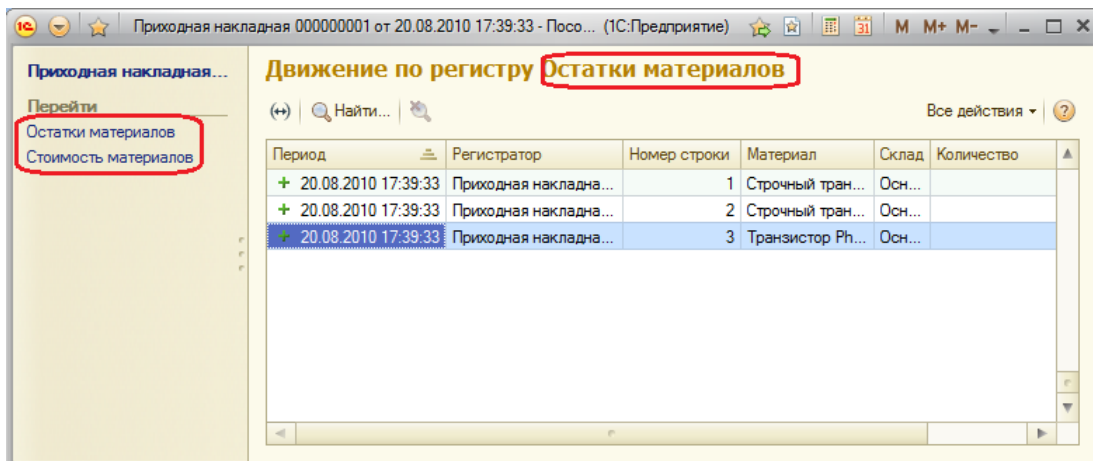 1С Приходная накладная 000000001 от 20.08.2010 17:39:33 - Посо... (1С:Предприятие) 31 M M+ M-
Приходная накладная...
Перейти
Остатки материалов
Стоимость материалов
Движение по регистру Остатки материалов
Найти... Все действия ?
Период Регистратор Номер строки Материал Склад Количество
20.08.2010 17:39:33 Приходная накладна... 1 Строчный тран... Осн...
20.08.2010 17:39:33 Приходная накладна... 2 Строчный тран... Осн...
20.08.2010 17:39:33 Приходная накладна... 3 Транзистор Ph... Осн...